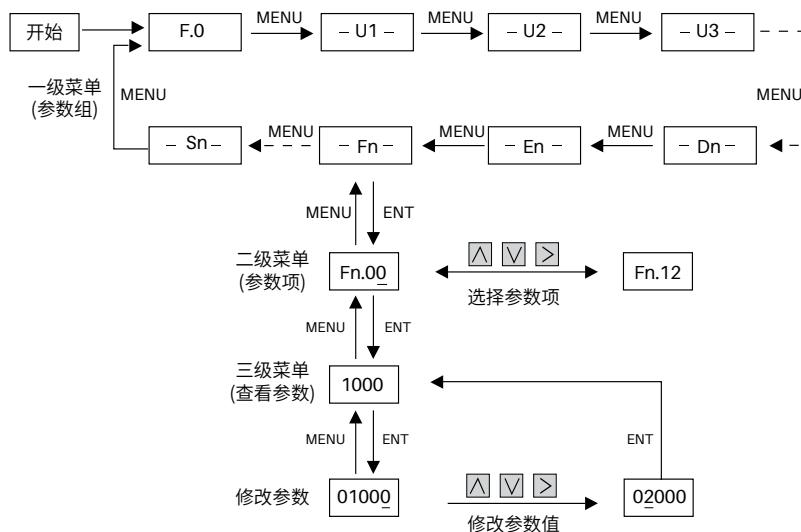 MENU MENU MENU
开始 F.0 – U1 – – U2 – – U3 –
一级菜单
(参数组)
MENU MENU
MENU MENU MENU
– Sn – – Fn – – En – – Dn –
MENU ENT
二级菜单
(参数项)
Fn.00 ∧ ∨ > Fn.12
选择参数项
MENU ENT
三级菜单
(查看参数)
1000
MENU ENT ENT
修改参数 01000 ∧ ∨ > 02000
修改参数值